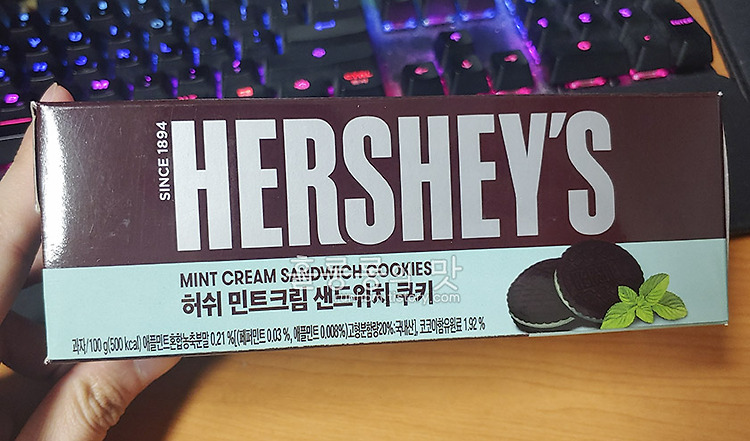 SINCE 1894
HERSHEY'S
MINT CREAM SANDWICH COOKIES
허쉬 민트크림 샌드위치 쿠키
과자/100 g(500 kcal) 애플민트혼합농축분말 0.21 %[(페퍼민트 0.03 %, 애플민트 0.008%)고형분함량20%:국내산], 코코아함유원료 1.92 %